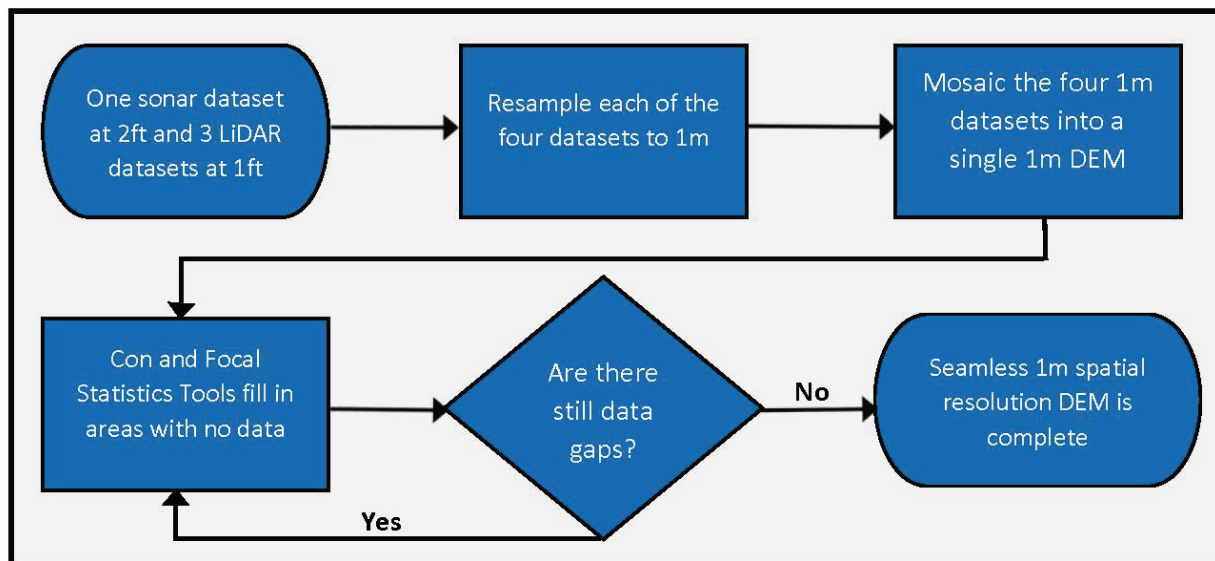 One sonar dataset
at 2ft and 3 LiDAR
datasets at 1ft
Resample each of the
four datasets to 1m
Mosaic the four 1m
datasets into a
single 1m DEM
Con and Focal
Statistics Tools fill in
areas with no data
Are there
still data
gaps?
No
Seamless 1m spatial
resolution DEM is
complete
Yes